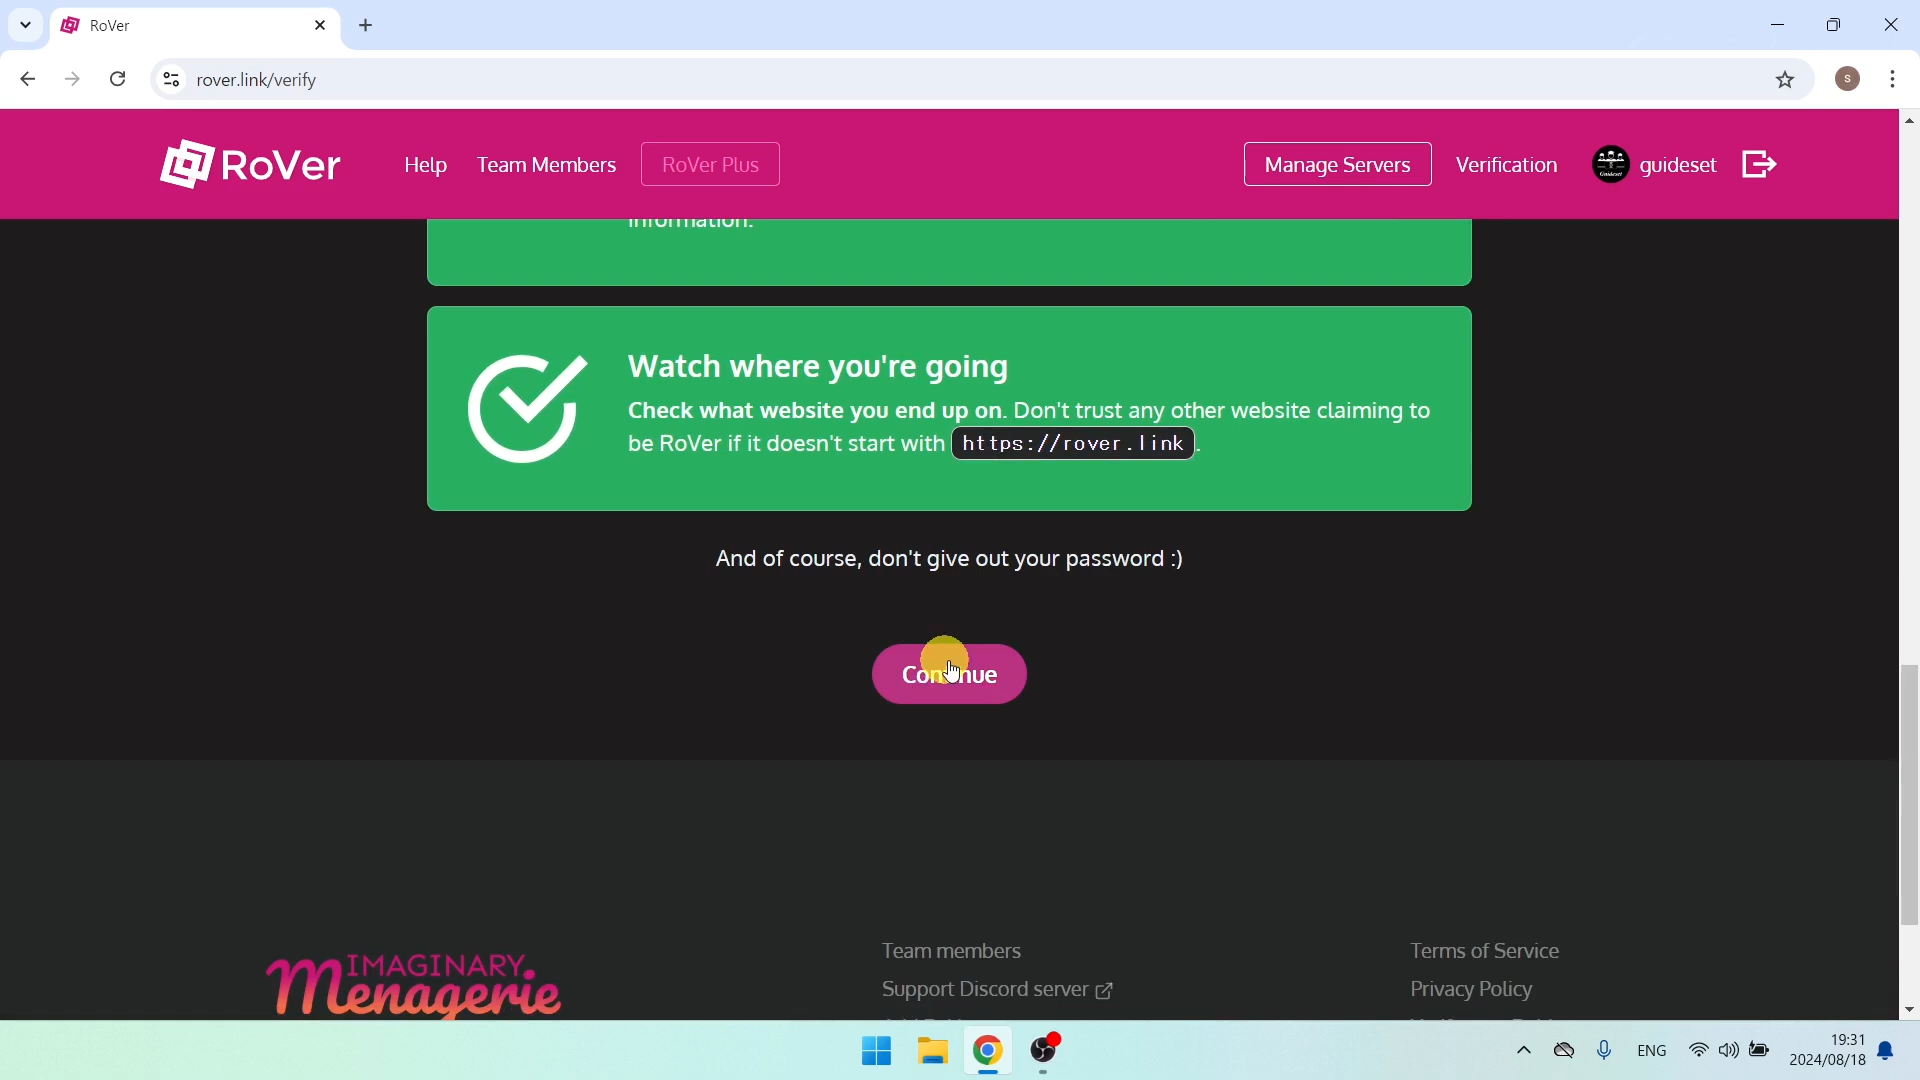 RoVer
rover.link/verify
S
RoVer
Help
Team Members
RoVer Plus
Manage Servers
Verification
Guideset
guideset
information.
Watch where you're going
Check what website you end up on. Don't trust any other website claiming to
be RoVer if it doesn't start with https://rover.link.
And of course, don't give out your password :)
Continue
IMAGINARY
Menagerie
Team members
Support Discord server
Terms of Service
Privacy Policy
ENG
19:31
2024/08/18